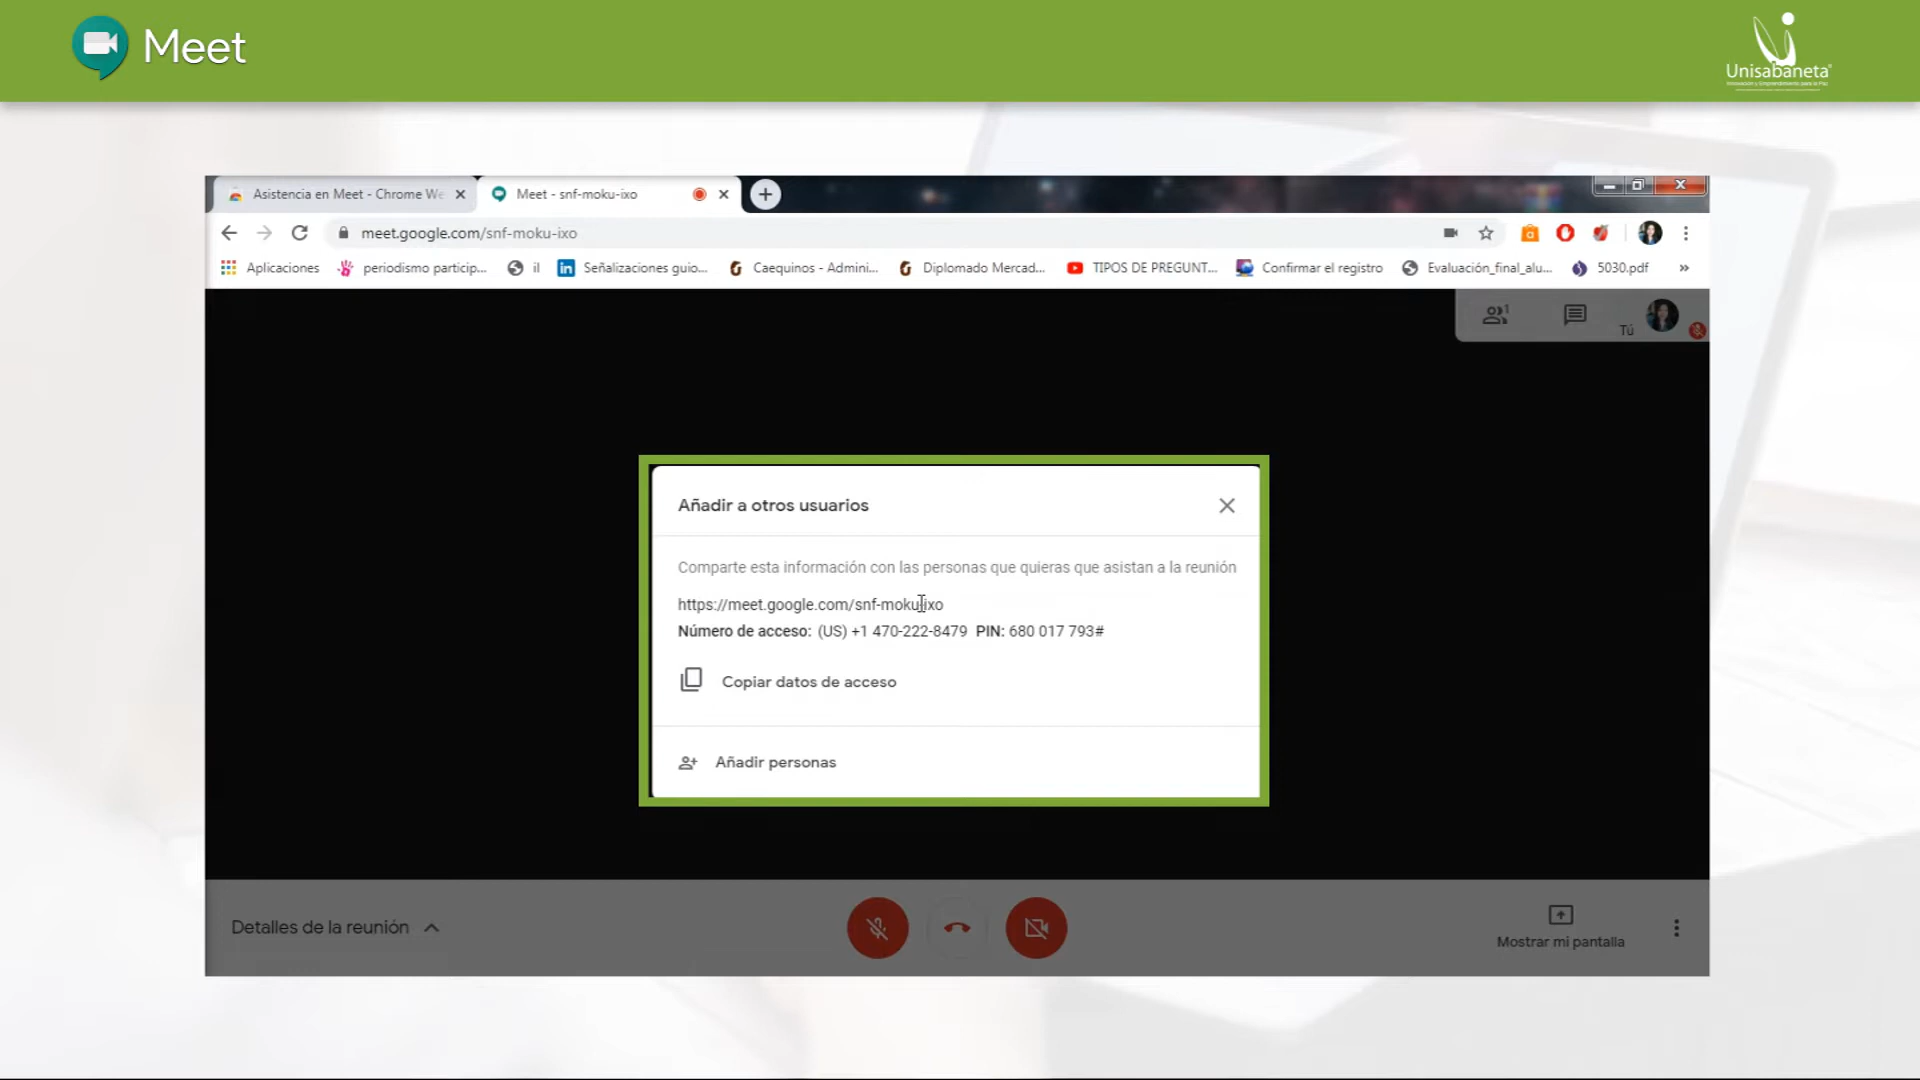 Meet
Unisabaneta
Asistencia en Meet - Chrome We
Meet - snf-moku-ixo
meet.google.com/snf-moku-ixo
Aplicaciones
periodismo particip...
il
Señalizaciones guio...
Caequinos - Admini...
Diplomado Mercad...
TIPOS DE PREGUNT...
Confirmar el registro
Evaluación_final_alu...
5030.pdf
»
1
Tú
Añadir a otros usuarios
Comparte esta información con las personas que quieras que asistan a la reunión
https://meet.google.com/snf-moku-ixo
Número de acceso: (US) +1 470-222-8479 PIN: 680 017 793#
Copiar datos de acceso
Añadir personas
Detalles de la reunión
Mostrar mi pantalla